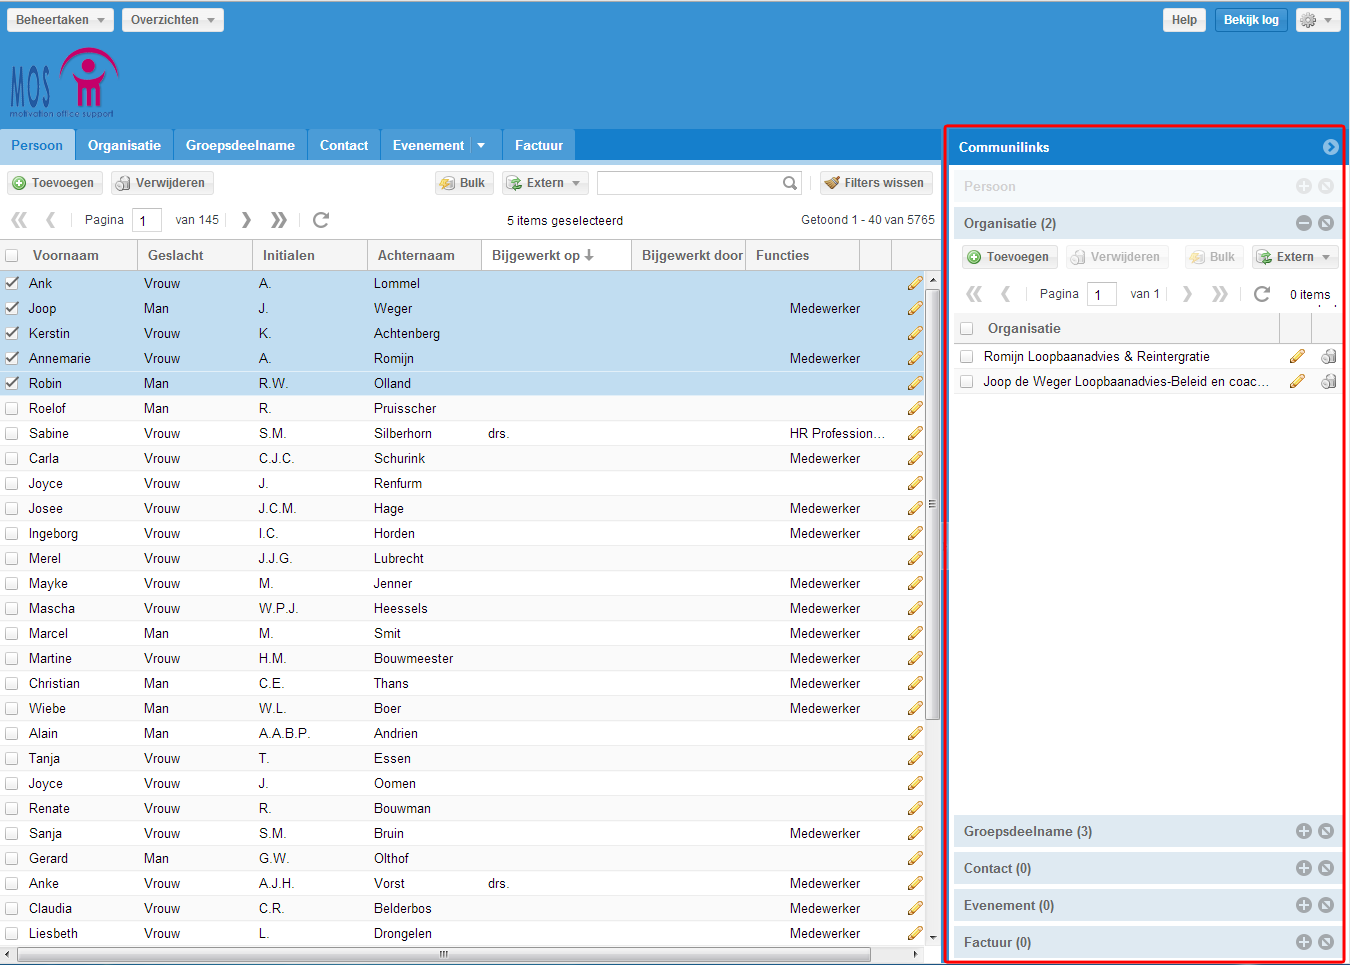 Beheertaken Overzichten Help Bekijk log
MOS
motivation office support
Persoon Organisatie Groepsdeelname Contact Evenement Factuur
Toevoegen Verwijderen Bulk Extern Filters wissen
Pagina 1 van 145 5 items geselecteerd Getoond 1 - 40 van 5765
Voornaam Geslacht Initialen Achternaam Bijgewerkt op Bijgewerkt door Functies
Ank Vrouw A. Lommel
Joop Man J. Weger Medewerker
Kerstin Vrouw K. Achtenberg
Annemarie Vrouw A. Romijn Medewerker
Robin Man R.W. Olland
Roelof Man R. Pruisscher
Sabine Vrouw S.M. Silberhorn drs. HR Profession...
Carla Vrouw C.J.C. Schurink Medewerker
Joyce Vrouw J. Renfurm
Josee Vrouw J.C.M. Hage Medewerker
Ingeborg Vrouw I.C. Horden Medewerker
Merel Vrouw J.J.G. Lubrecht
Mayke Vrouw M. Jenner Medewerker
Mascha Vrouw W.P.J. Heessels Medewerker
Marcel Man M. Smit Medewerker
Martine Vrouw H.M. Bouwmeester Medewerker
Christian Man C.E. Thans Medewerker
Wiebe Man W.L. Boer Medewerker
Alain Man A.A.B.P. Andrien
Tanja Vrouw T. Essen
Joyce Vrouw J. Oomen
Renate Vrouw R. Bouwman
Sanja Vrouw S.M. Bruin Medewerker
Gerard Man G.W. Olthof
Anke Vrouw A.J.H. Vorst drs. Medewerker
Claudia Vrouw C.R. Belderbos Medewerker
Liesbeth Vrouw L. Drongelen Medewerker
Communilinks
Persoon
Organisatie (2)
Toevoegen Verwijderen Bulk Extern
Pagina 1 van 1 0 items
Organisatie
Romijn Loopbaanadvies & Reintergratie
Joop de Weger Loopbaanadvies-Beleid en coac...
Groepsdeelname (3)
Contact (0)
Evenement (0)
Factuur (0)